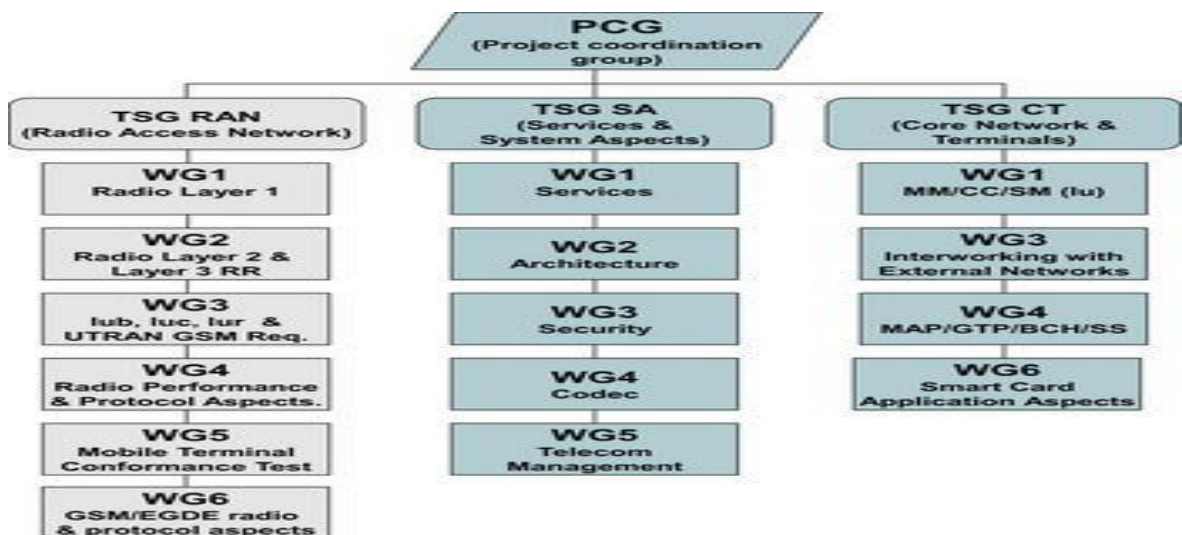 PCG
(Project coordination
group)
TSG RAN
(Radio Access Network)
WG1
Radio Layer 1
WG2
Radio Layer 2 &
Layer 3 RR
WG3
Iub, Iuc, Iur &
UTRAN GSM Req.
WG4
Radio Performance
& Protocol Aspects.
WG5
Mobile Terminal
Conformance Test
WG6
GSM/EGDE radio
& protocol aspects
TSG SA
(Services &
System Aspects)
WG1
Services
WG2
Architecture
WG3
Security
WG4
Codec
WG5
Telecom
Management
TSG CT
(Core Network &
Terminals)
WG1
MM/CC/SM (Iu)
WG3
Interworking with
External Networks
WG4
MAP/GTP/BCH/SS
WG6
Smart Card
Application Aspects